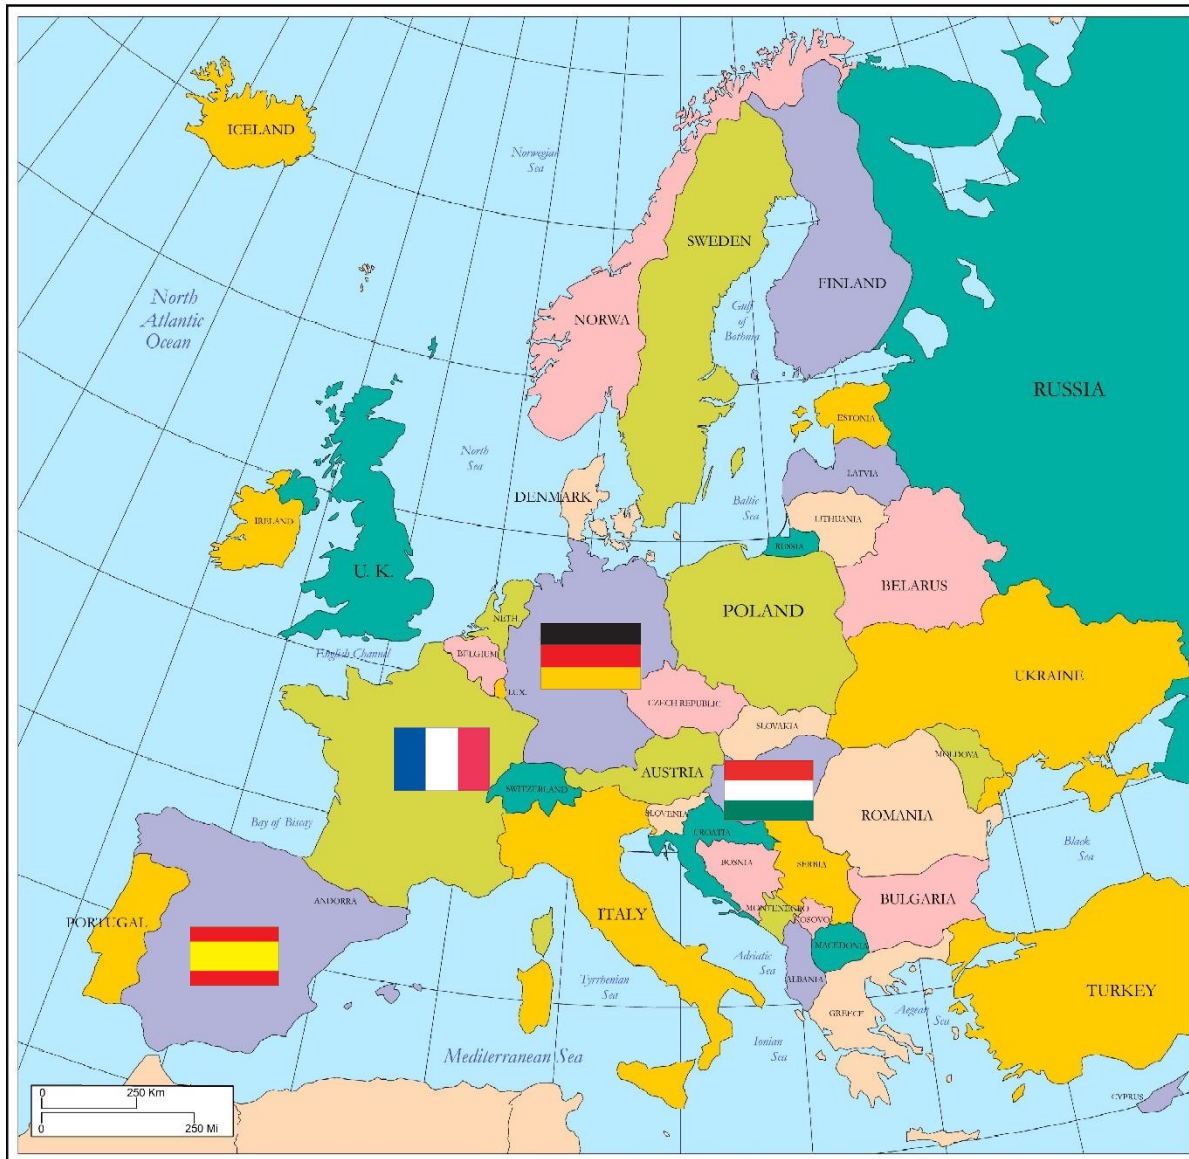 ICELAND
Norwegian
Sea
SWEDEN
FINLAND
North
Atlantic
Ocean
NORWA
Gulf
of
Bothnia
RUSSIA
ESTONIA
North
Sea
LATVIA
DENMARK
Baltic
Sea
LITHUANIA
IRELAND
RUSSIA
U. K.
BELARUS
POLAND
NETH.
English Channel
BELGIUM
UKRAINE
LUX.
CZECH REPUBLIC
SLOVAKIA
MOLDOVA
AUSTRIA
SWITZERLAND
SLOVENIA
ROMANIA
Bay of Biscay
CROATIA
Black
Sea
BOSNIA
SERBIA
ANDORRA
BULGARIA
PORTUGAL
ITALY
MONTENEGRO
KOSOVO
MACEDONIA
Adriatic
Sea
Tyrrhenian
Sea
ALBANIA
TURKEY
GREECE
Aegean
Sea
Mediterranean Sea
Ionian
Sea
CYPRUS
0 250 Km
0 250 Mi